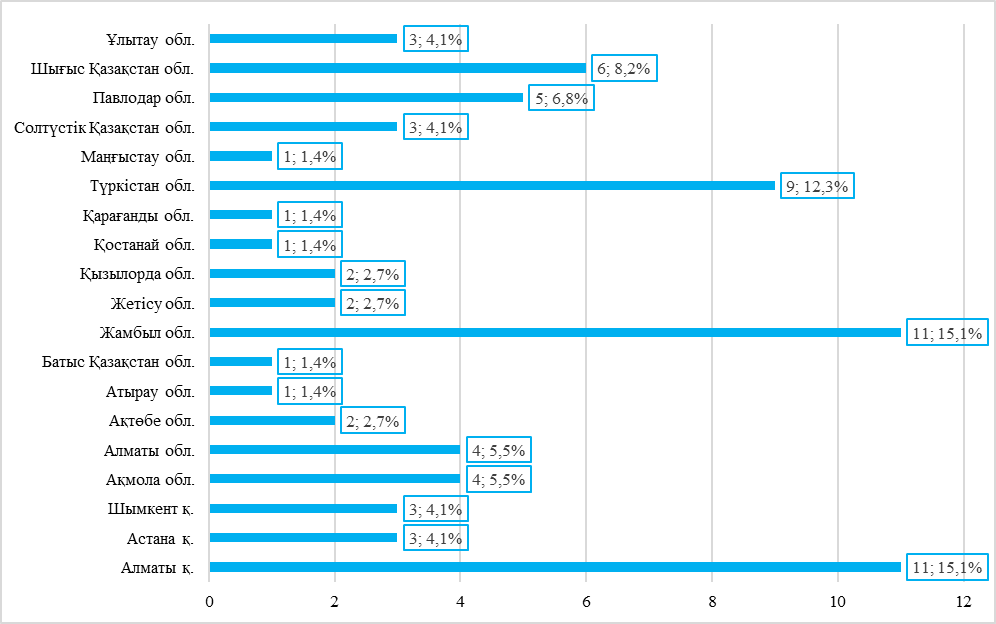 Ұлытау обл. 3; 4,1%
Шығыс Қазақстан обл. 6; 8,2%
Павлодар обл. 5; 6,8%
Солтүстік Қазақстан обл. 3; 4,1%
Маңғыстау обл. 1; 1,4%
Түркістан обл. 9; 12,3%
Қарағанды обл. 1; 1,4%
Қостанай обл. 1; 1,4%
Қызылорда обл. 2; 2,7%
Жетісу обл. 2; 2,7%
Жамбыл обл. 11; 15,1%
Батыс Қазақстан обл. 1; 1,4%
Атырау обл. 1; 1,4%
Ақтөбе обл. 2; 2,7%
Алматы обл. 4; 5,5%
Ақмола обл. 4; 5,5%
Шымкент қ. 3; 4,1%
Астана қ. 3; 4,1%
Алматы қ. 11; 15,1%
0 2 4 6 8 10 12